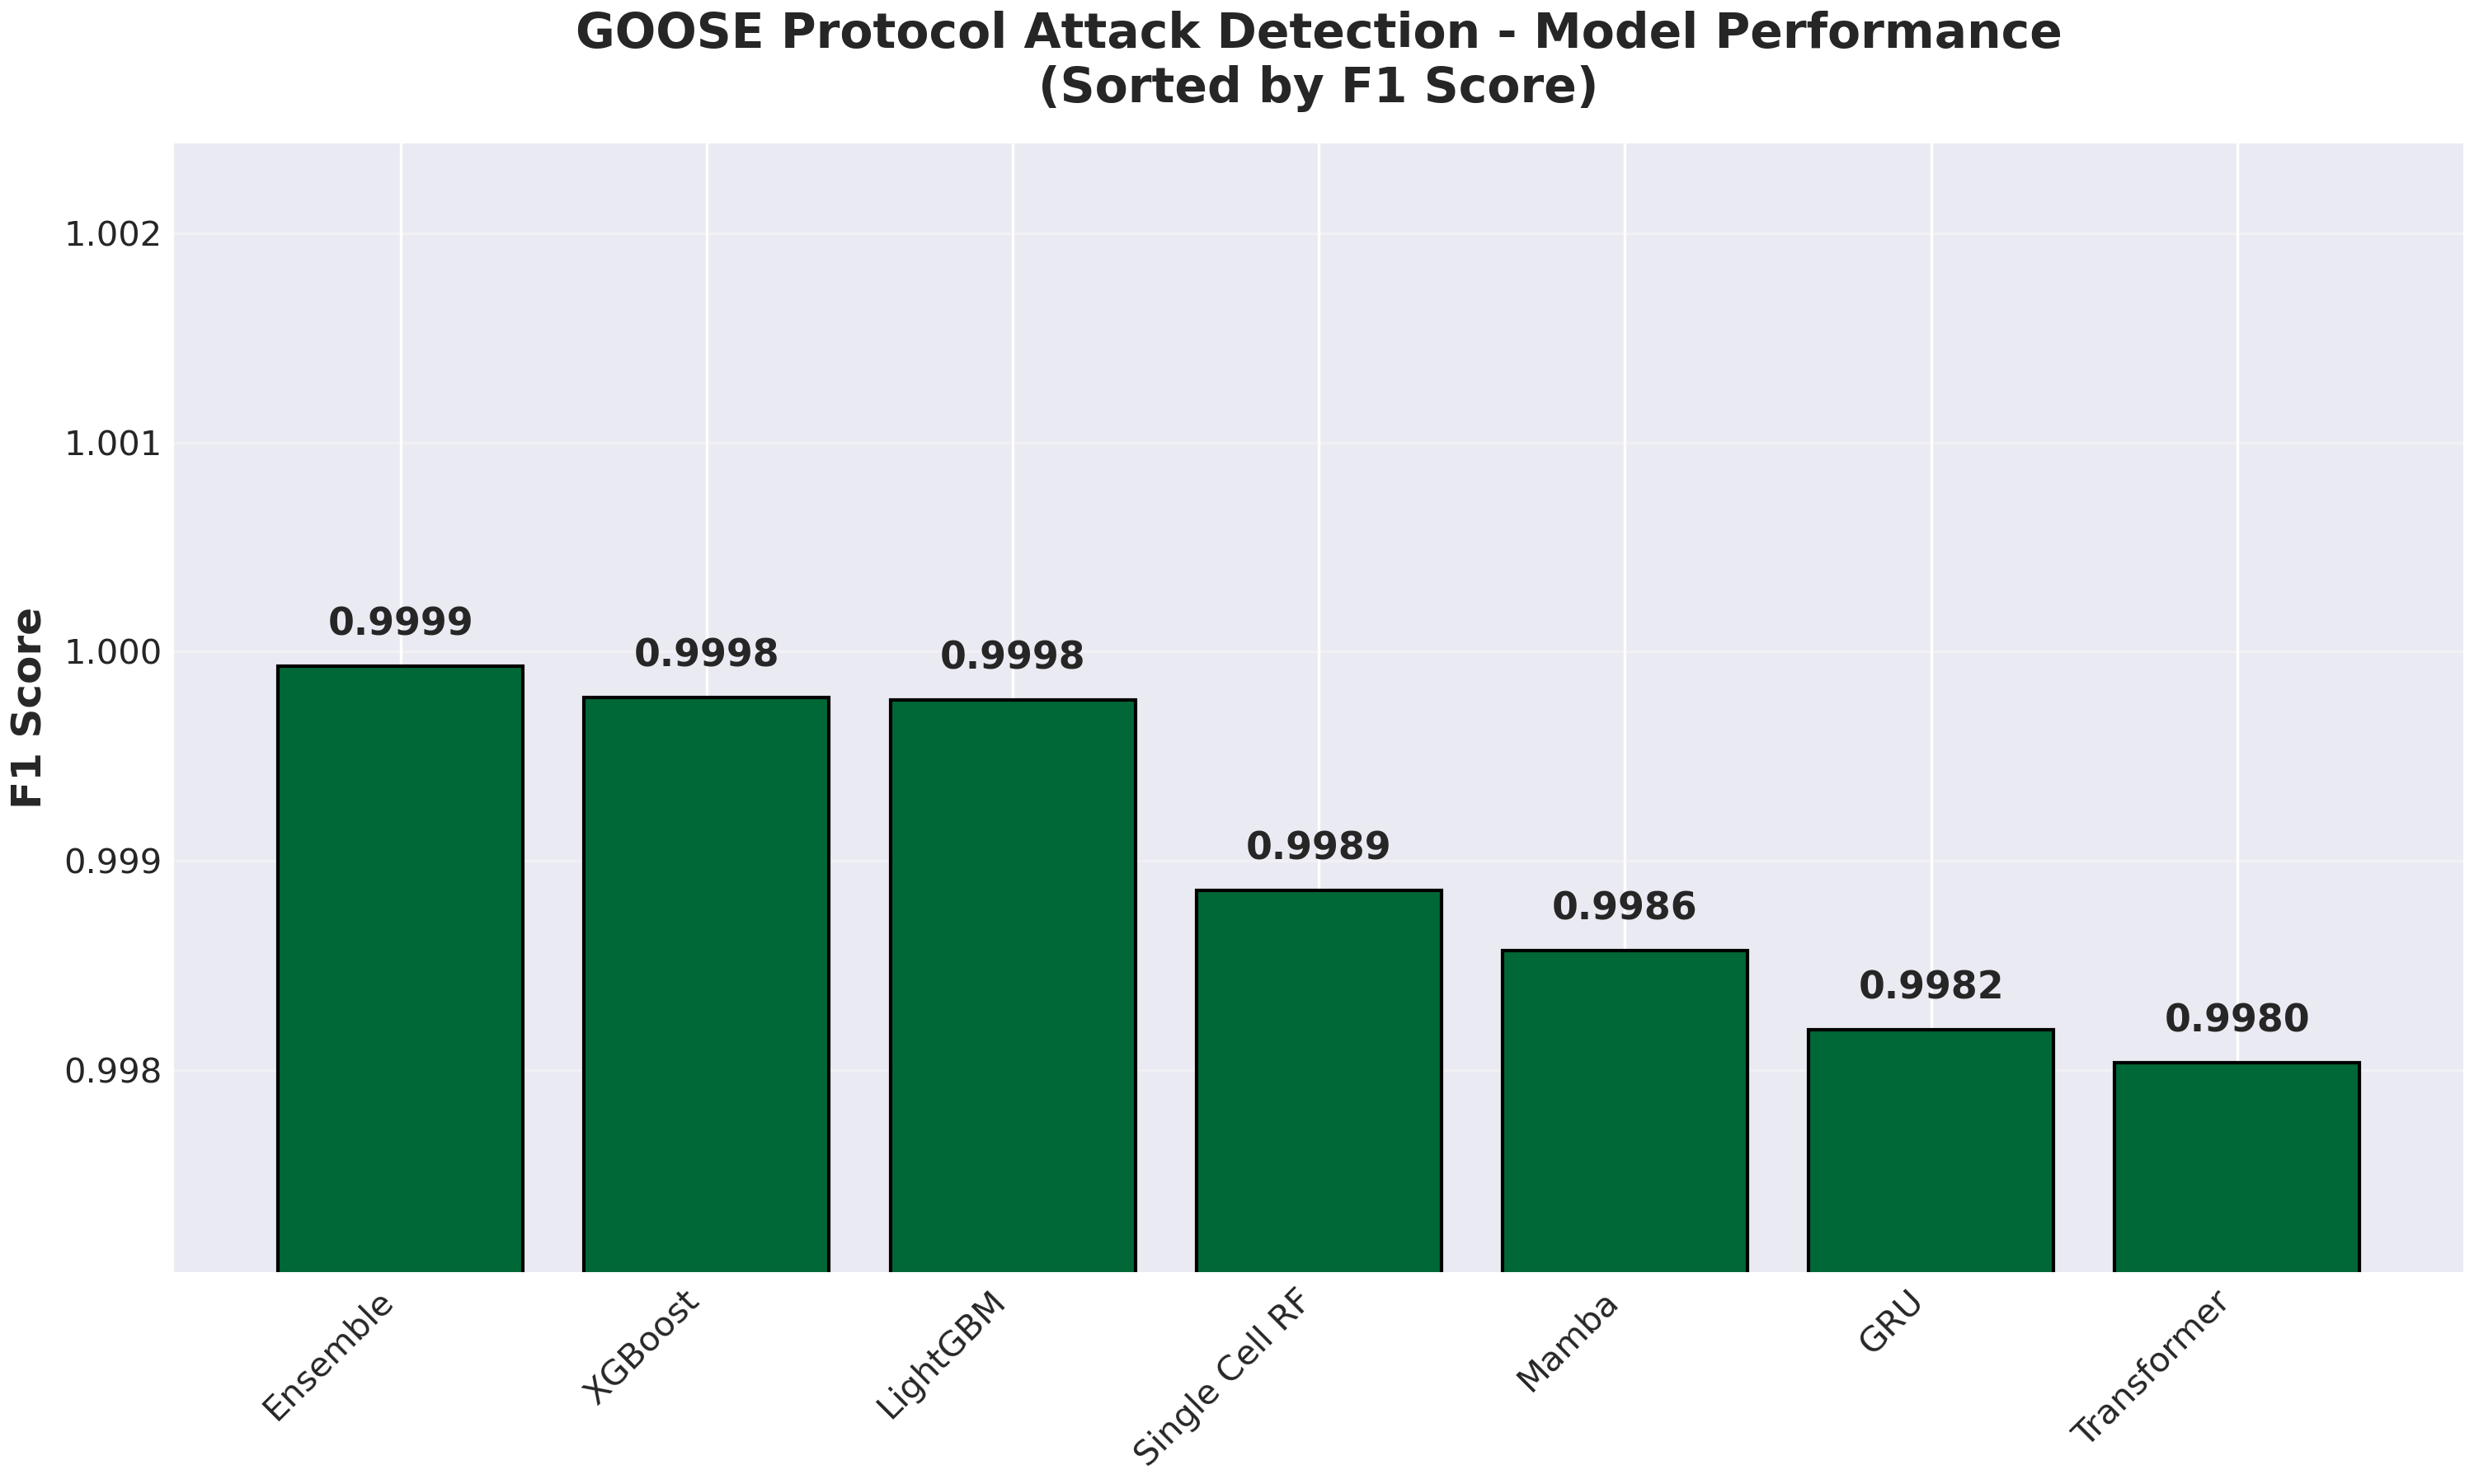 GOOSE Protocol Attack Detection - Model Performance
(Sorted by F1 Score)
F1 Score
1.002
1.001
1.000
0.999
0.998
0.9999
0.9998
0.9998
0.9989
0.9986
0.9982
0.9980
Ensemble
XGBoost
LightGBM
Single Cell RF
Mamba
GRU
Transformer